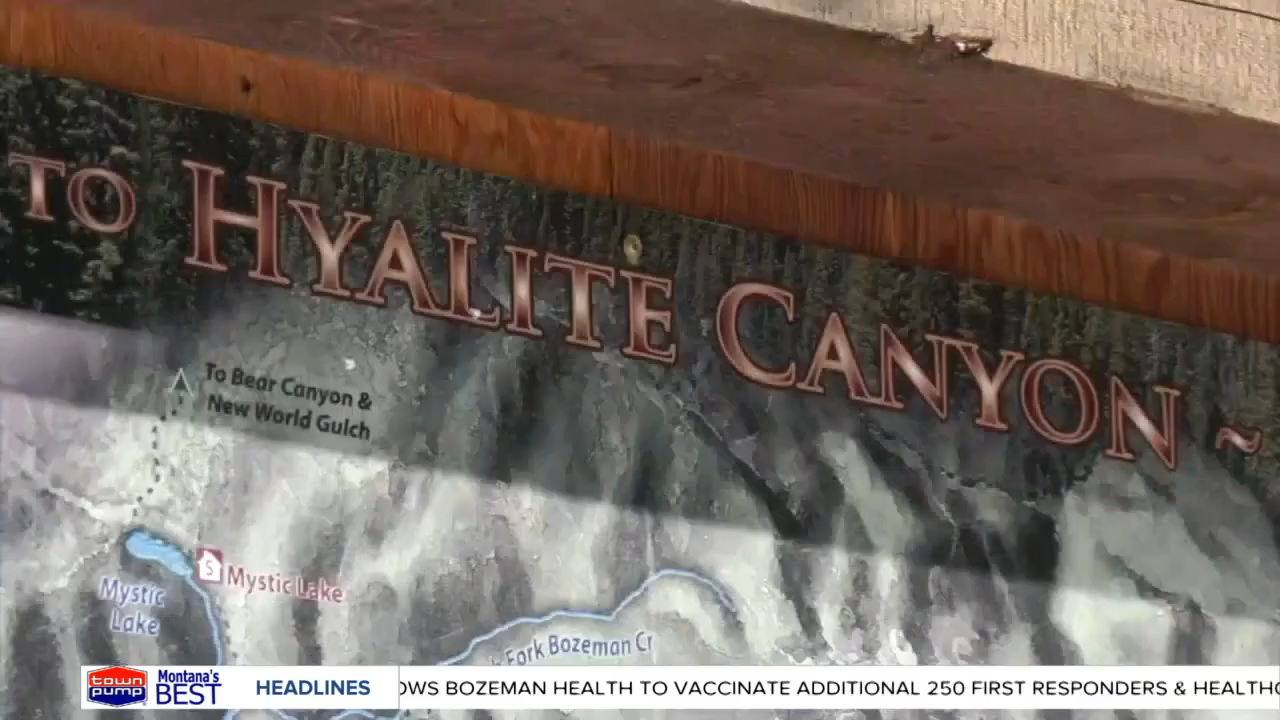 TO HYALITE CANYON ~
To Bear Canyon &
New World Gulch
Mystic Lake
Mystic
Lake
Fork Bozeman Cr
town
pump
Montana's
BEST
HEADLINES
OWS BOZEMAN HEALTH TO VACCINATE ADDITIONAL 250 FIRST RESPONDERS &